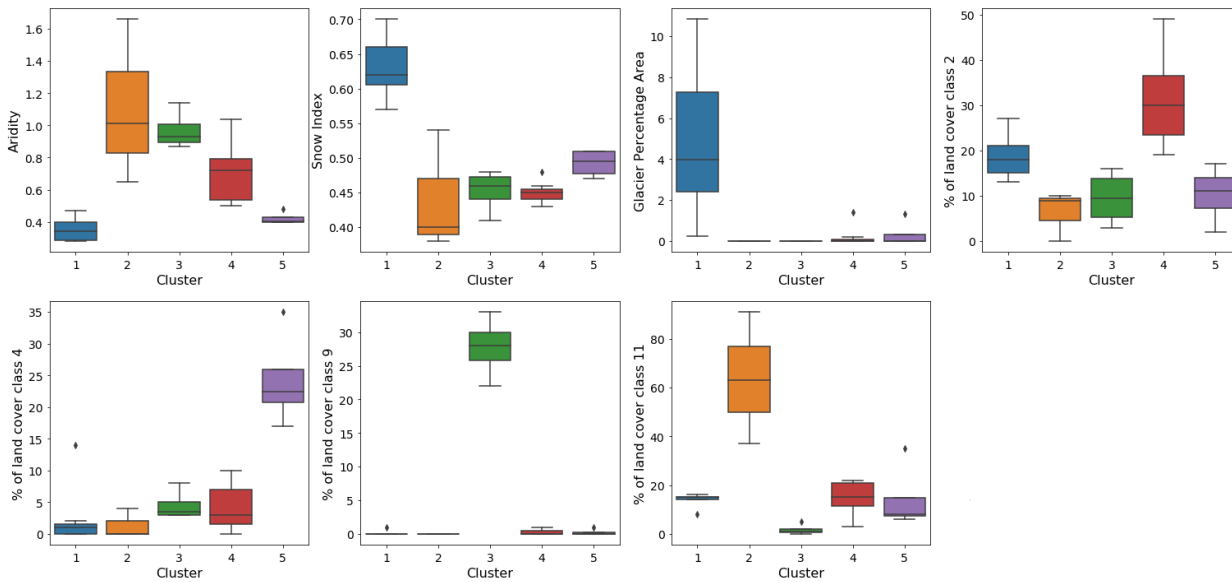 Aridity
1.6
1.4
1.2
1.0
0.8
0.6
0.4
1 2 3 4 5
Cluster
Snow Index
0.70
0.65
0.60
0.55
0.50
0.45
0.40
1 2 3 4 5
Cluster
Glacier Percentage Area
10
8
6
4
2
0
1 2 3 4 5
Cluster
% of land cover class 2
50
40
30
20
10
0
1 2 3 4 5
Cluster
% of land cover class 4
35
30
25
20
15
10
5
0
1 2 3 4 5
Cluster
% of land cover class 9
30
25
20
15
10
5
0
1 2 3 4 5
Cluster
% of land cover class 11
80
60
40
20
0
1 2 3 4 5
Cluster